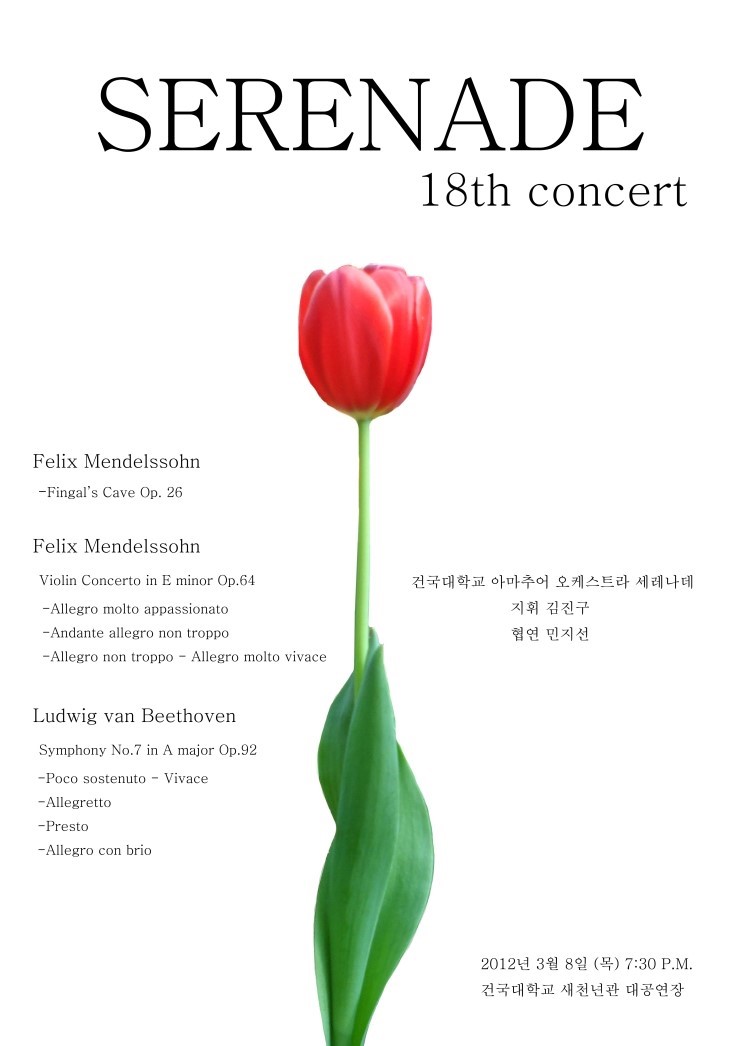 SERENADE
18th concert
Felix Mendelssohn
-Fingal's Cave Op. 26
Felix Mendelssohn
Violin Concerto in E minor Op.64
-Allegro molto appassionato
-Andante allegro non troppo
-Allegro non troppo - Allegro molto vivace
Ludwig van Beethoven
Symphony No.7 in A major Op.92
-Poco sostenuto - Vivace
-Allegretto
-Presto
-Allegro con brio
건국대학교 아마추어 오케스트라 세레나데
지휘 김진구
협연 민지선
2012년 3월 8일 (목) 7:30 P.M.
건국대학교 새천년관 대공연장